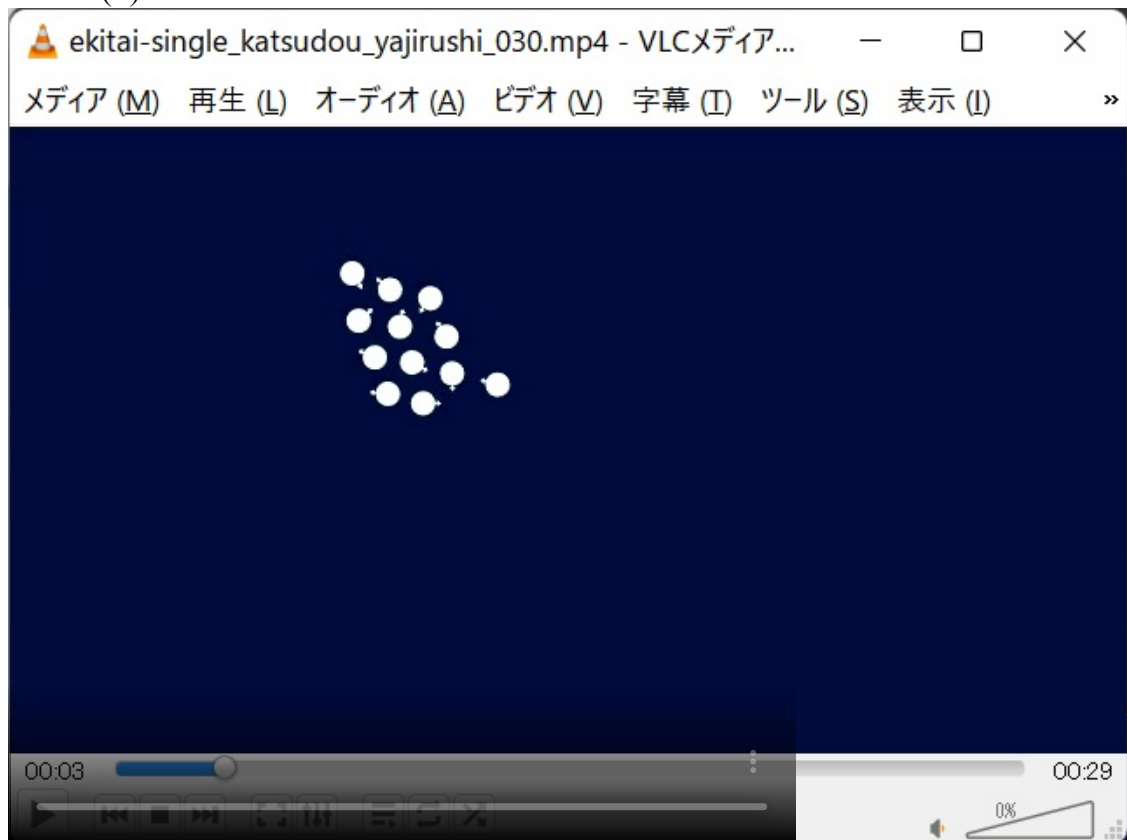 ekitai-single_katsudou_yajirushi_030.mp4 - VLCメディア...
メディア (M) 再生 (L) オーディオ (A) ビデオ (V) 字幕 (T) ツール (S) 表示 (I) »
00:03 00:29
0%